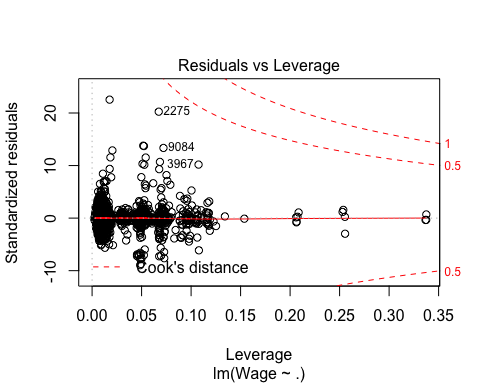 Residuals vs Leverage
Standardized residuals
20
10
0
-10
2275
9084
3967
1
0.5
0.5
Cook's distance
0.00 0.05 0.10 0.15 0.20 0.25 0.30 0.35
Leverage
lm(Wage ~ .)